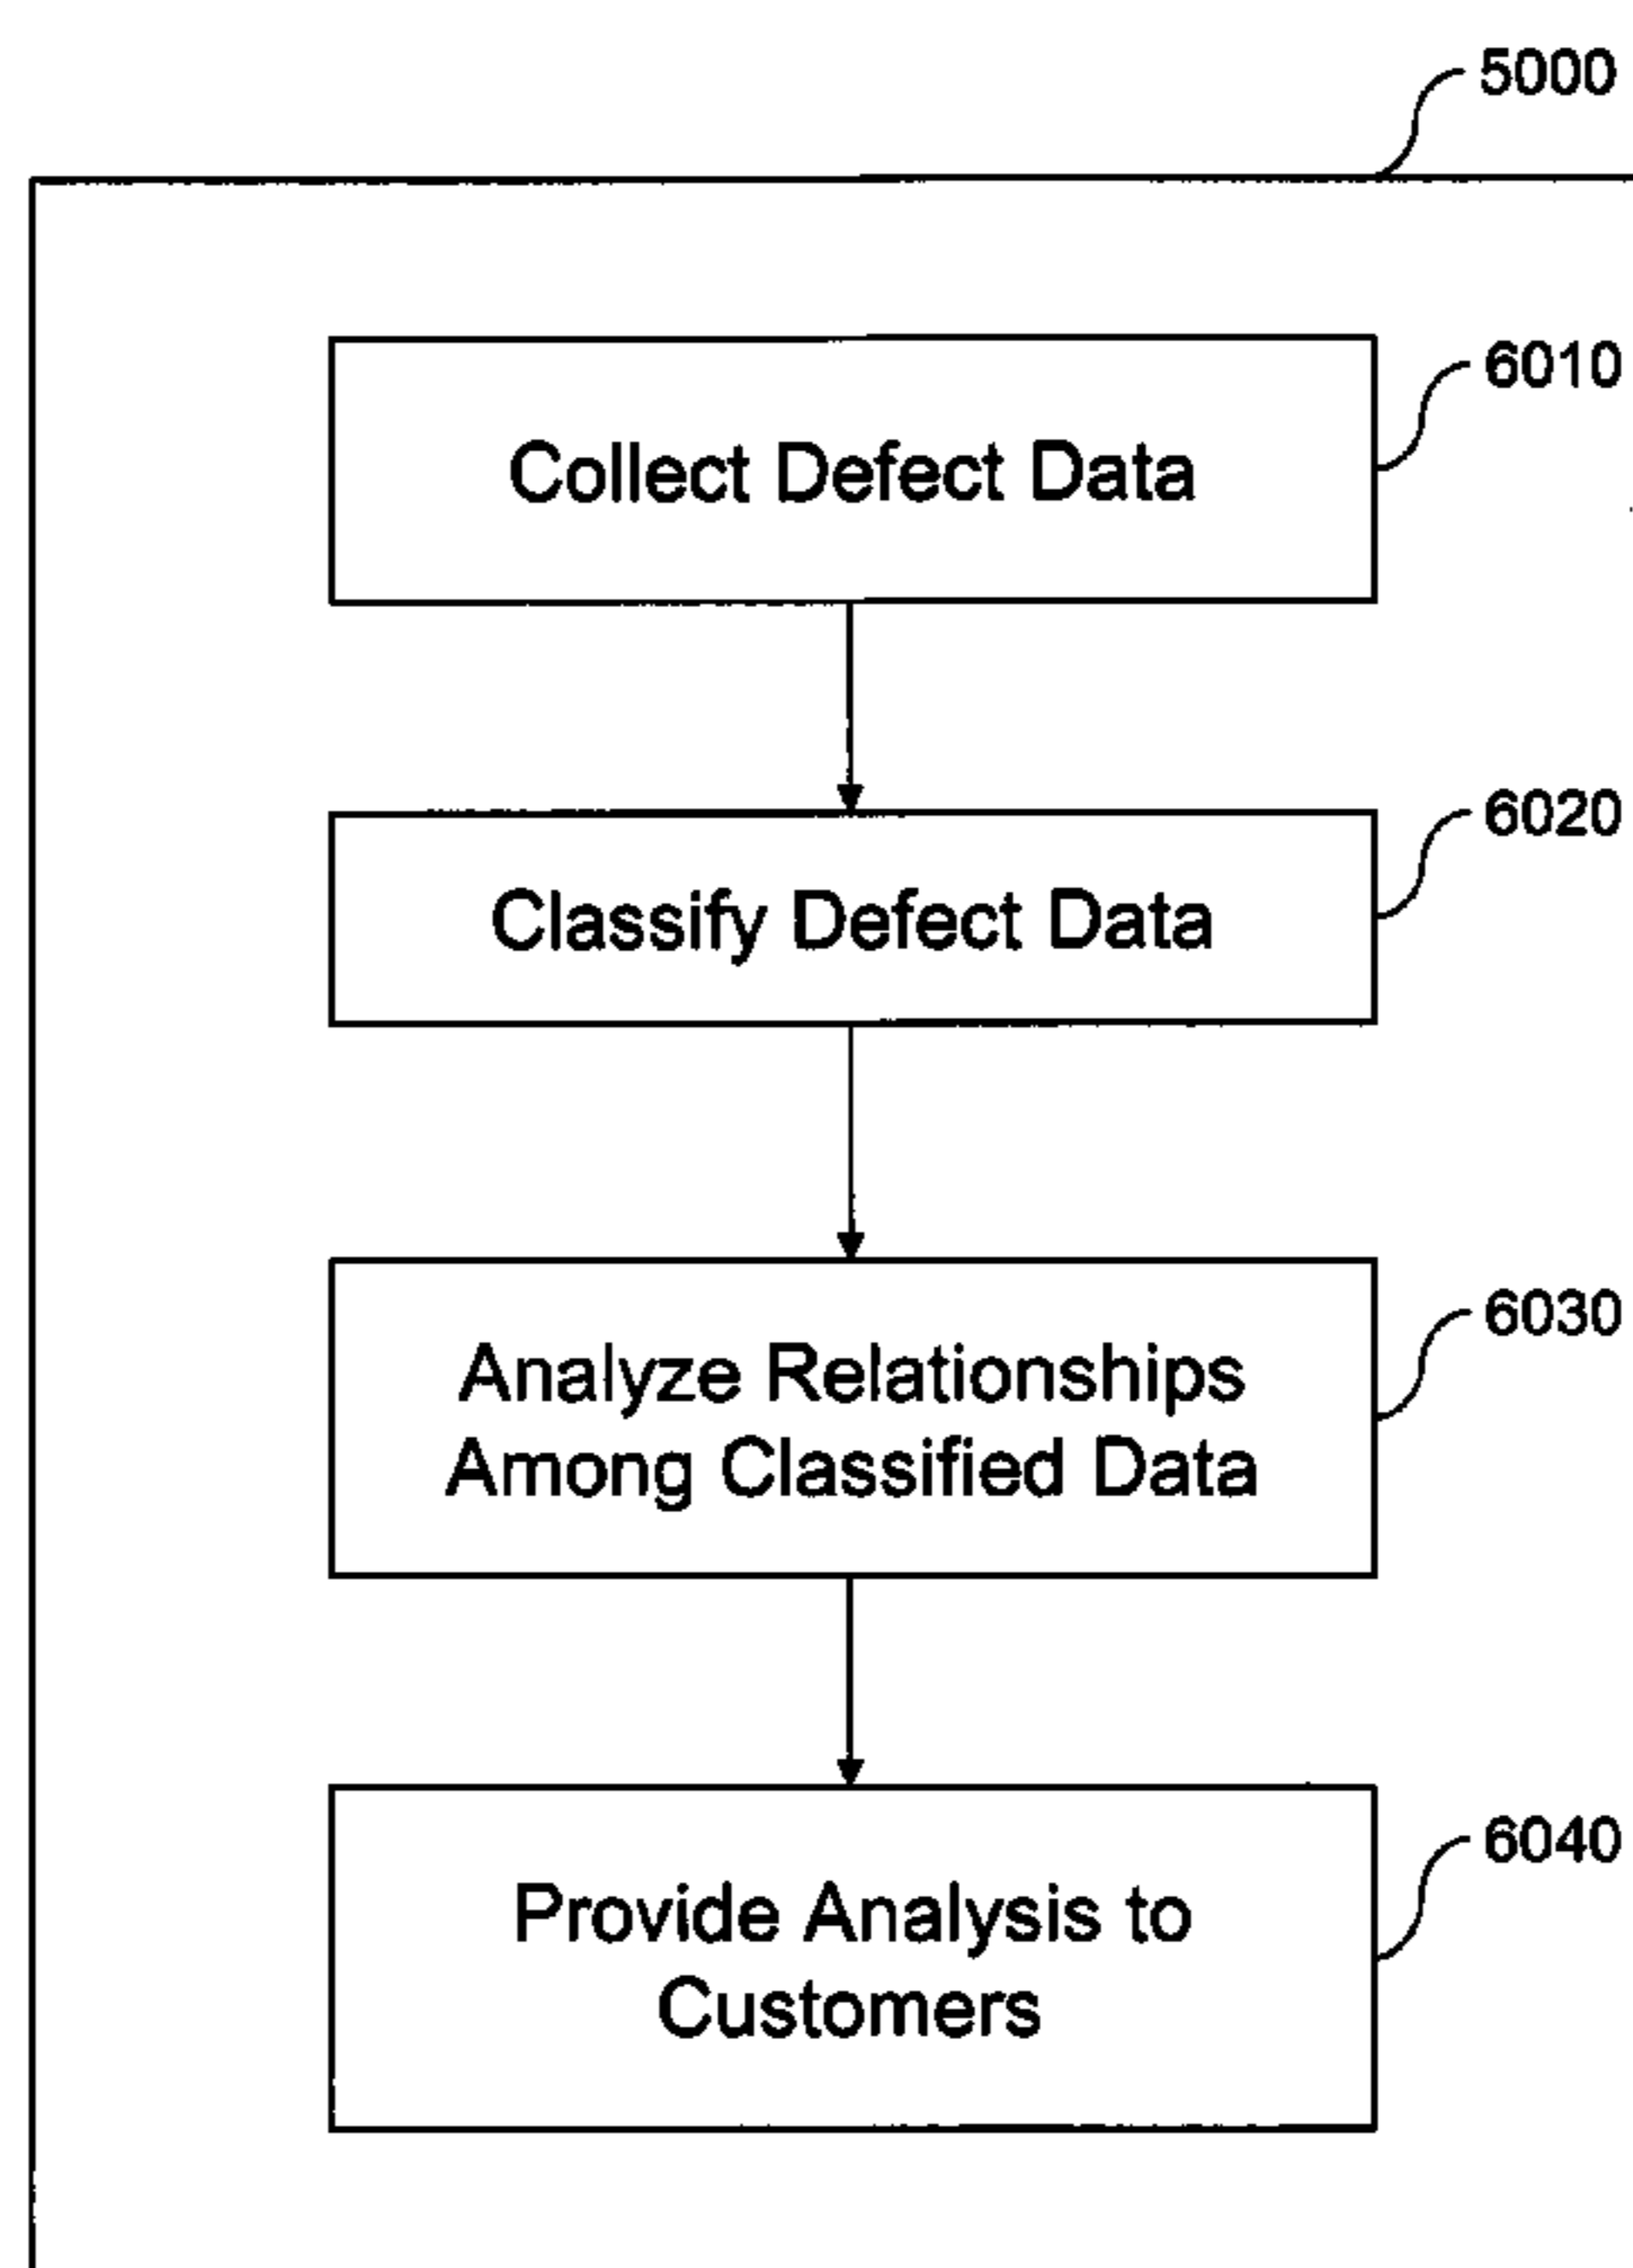 5000
6010
Collect Defect Data
6020
Classify Defect Data
6030
Analyze Relationships
Among Classified Data
6040
Provide Analysis to
Customers